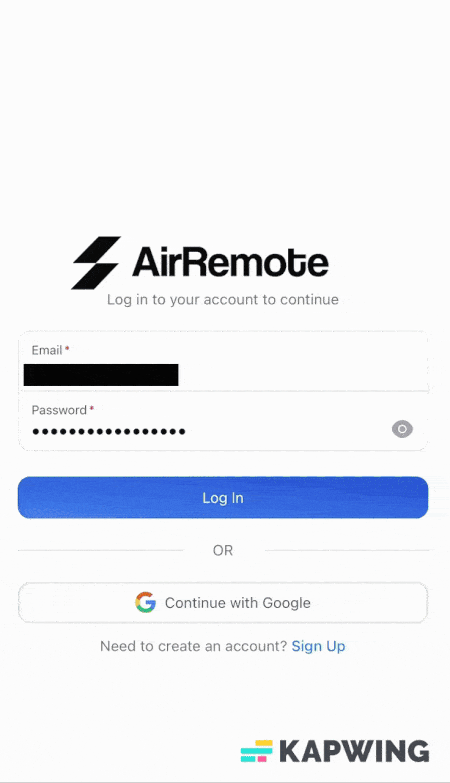 AirRemote
Log in to your account to continue
Email *
Password *
•••••••••••••••••
Log In
OR
Continue with Google
Need to create an account? Sign Up
KAPWING